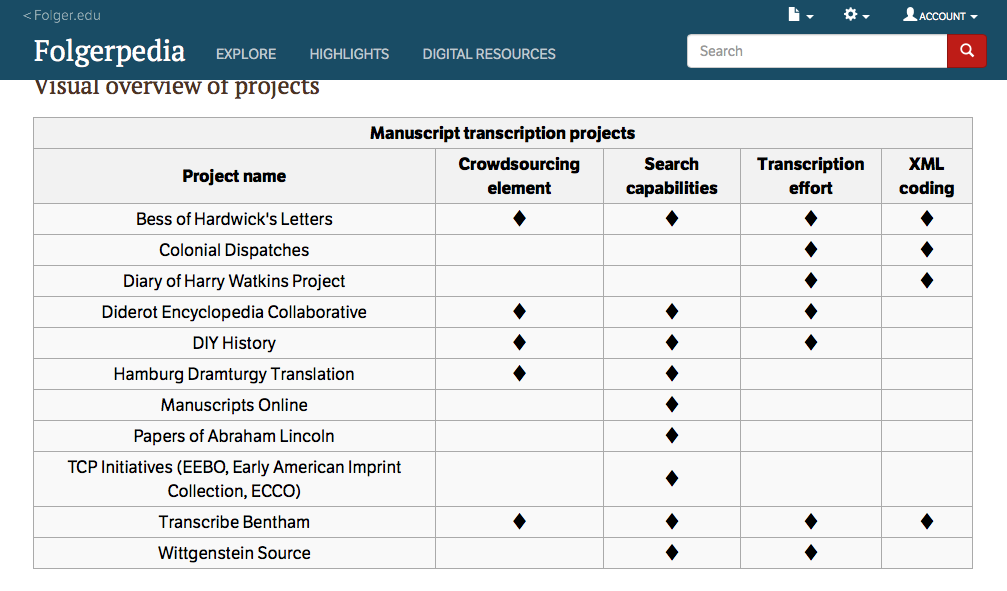 < Folger.edu
ACCOUNT
Folgerpedia EXPLORE HIGHLIGHTS DIGITAL RESOURCES Search
Visual overview of projects
Manuscript transcription projects
Project name Crowdsourcing element Search capabilities Transcription effort XML coding
Bess of Hardwick's Letters ♦ ♦ ♦ ♦
Colonial Dispatches ♦ ♦
Diary of Harry Watkins Project ♦ ♦
Diderot Encyclopedia Collaborative ♦ ♦ ♦
DIY History ♦ ♦ ♦
Hamburg Dramturgy Translation ♦ ♦
Manuscripts Online ♦
Papers of Abraham Lincoln ♦
TCP Initiatives (EEBO, Early American Imprint
Collection, ECCO) ♦
Transcribe Bentham ♦ ♦ ♦ ♦
Wittgenstein Source ♦ ♦